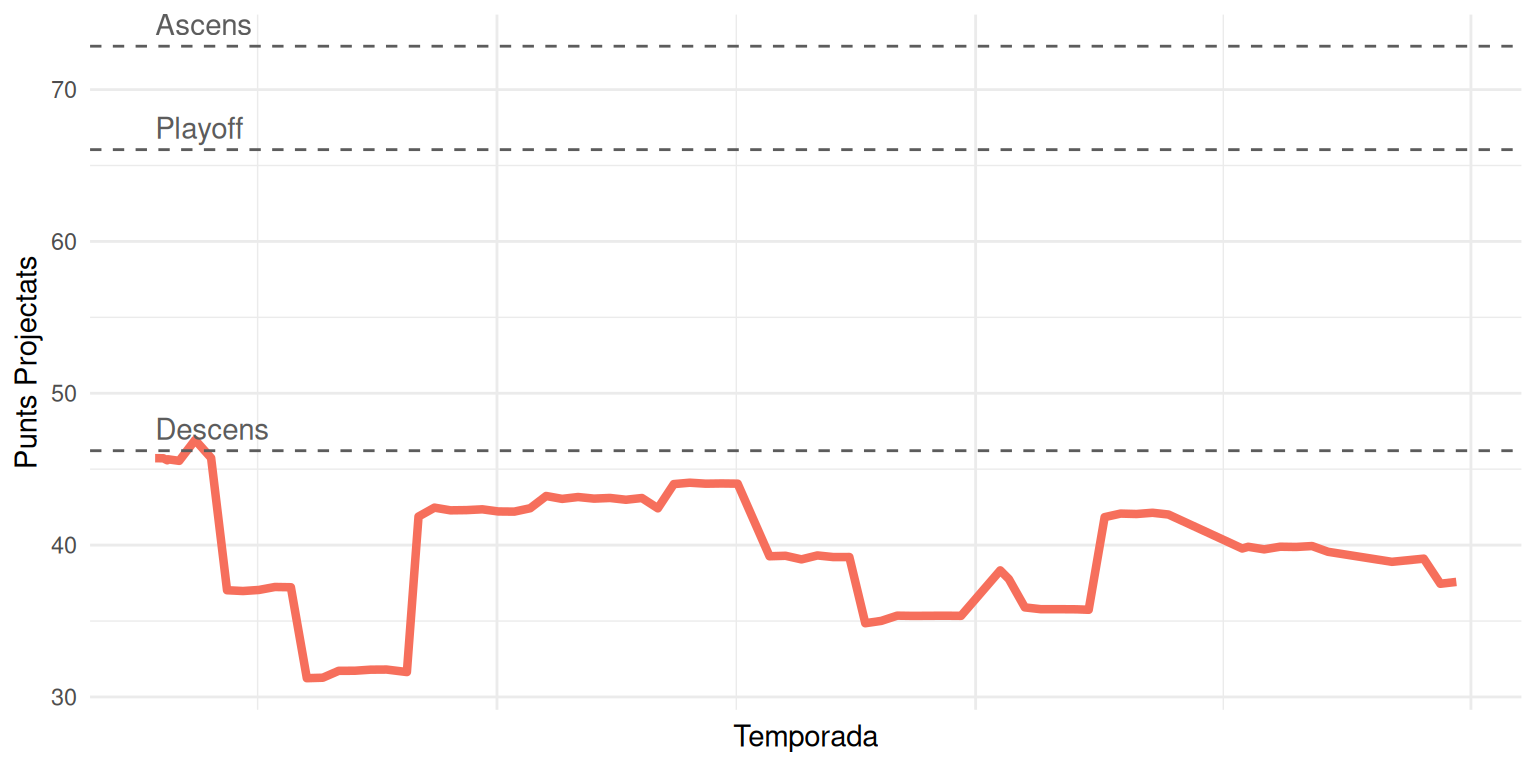 Ascens
70
Playoff
60
Punts Projectats
50
Descens
40
30
Temporada